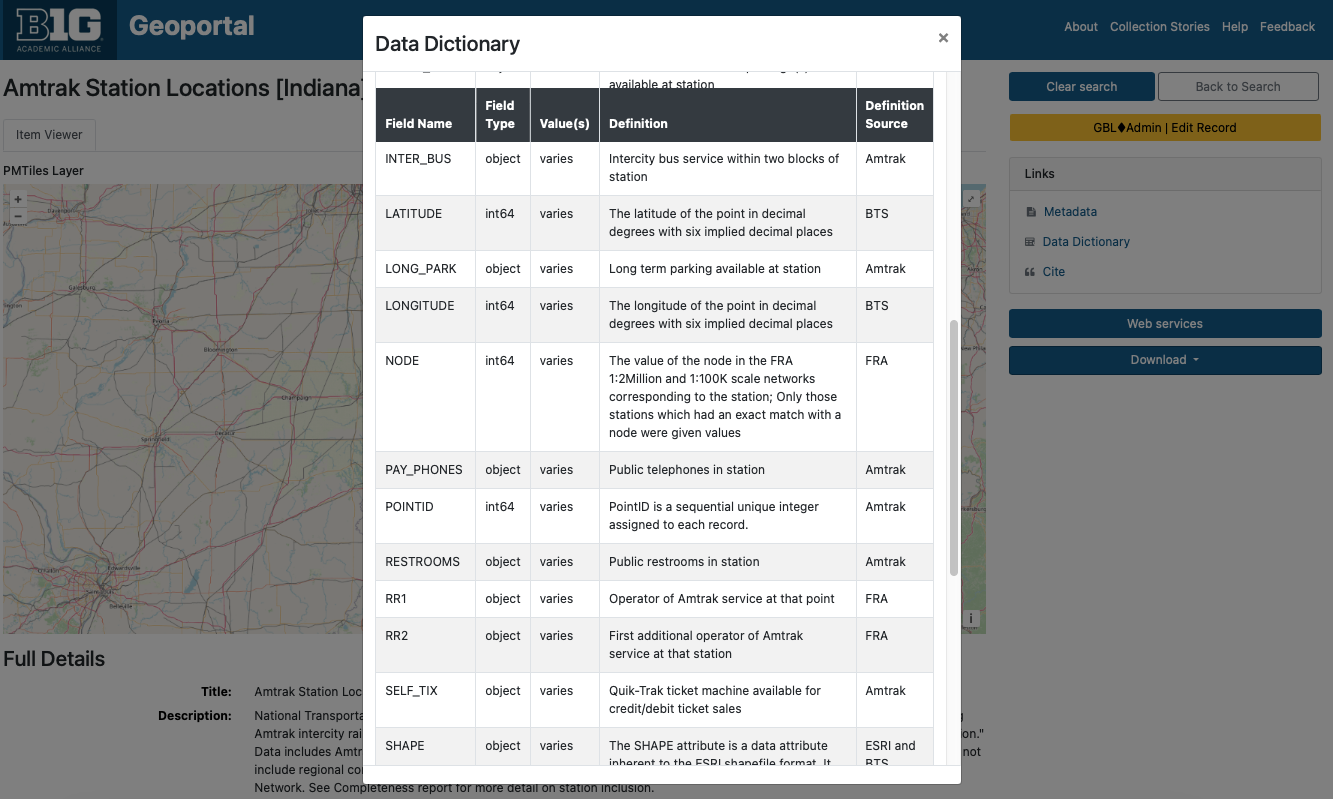 B1G
ACADEMIC ALLIANCE
Geoportal
About Collection Stories Help Feedback
Amtrak Station Locations [Indiana]
Item Viewer
PMTiles Layer
+
−
Data Dictionary
×
available at station
Field Name Field Type Value(s) Definition Definition Source
INTER_BUS object varies Intercity bus service within two blocks of Amtrak
station
LATITUDE int64 varies The latitude of the point in decimal BTS
degrees with six implied decimal places
LONG_PARK object varies Long term parking available at station Amtrak
LONGITUDE int64 varies The longitude of the point in decimal BTS
degrees with six implied decimal places
NODE int64 varies The value of the node in the FRA FRA
1:2Million and 1:100K scale networks
corresponding to the station; Only those
stations which had an exact match with a
node were given values
PAY_PHONES object varies Public telephones in station Amtrak
POINTID int64 varies PointID is a sequential unique integer Amtrak
assigned to each record.
RESTROOMS object varies Public restrooms in station Amtrak
RR1 object varies Operator of Amtrak service at that point FRA
RR2 object varies First additional operator of Amtrak FRA
service at that station
SELF_TIX object varies Quik-Trak ticket machine available for Amtrak
credit/debit ticket sales
SHAPE object varies The SHAPE attribute is a data attribute ESRI and
inherent to the ESRI shapefile format. It BTS
Clear search
Back to Search
GBL♦Admin | Edit Record
Links
Metadata
Data Dictionary
Cite
Web services
Download
i
Full Details
Title: Amtrak Station Loc
Description: National Transporta
Amtrak intercity rai on."
Data includes Amtr not
include regional co
Network. See Completeness report for more detail on station inclusion.